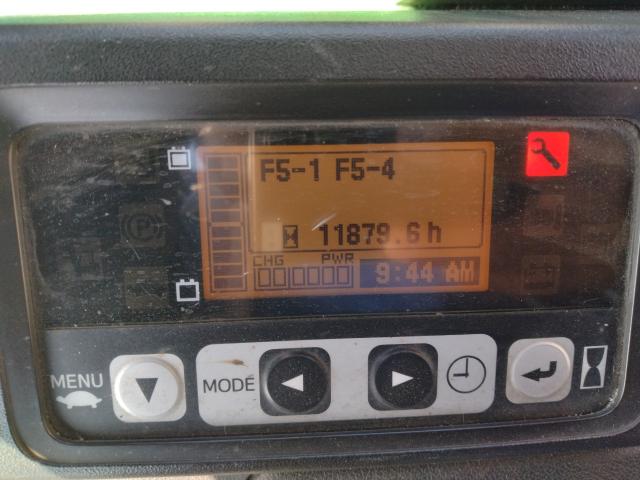 F5-1 F5-4
11879.6 h
CHG PWR
9:44 AM
MENU
MODE